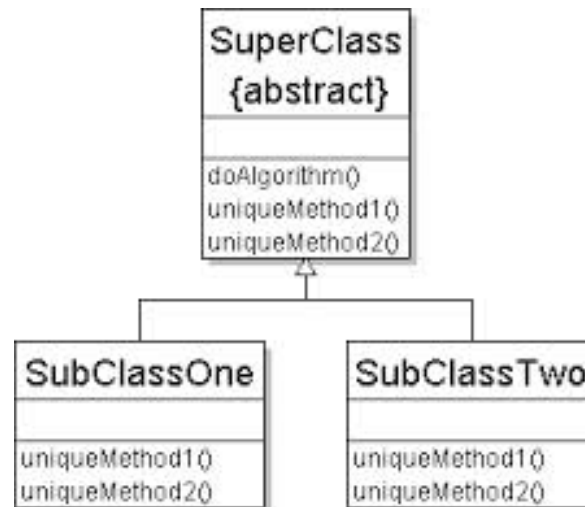 SuperClass
{abstract}
doAlgorithm()
uniqueMethod1()
uniqueMethod2()
SubClassOne
uniqueMethod1()
uniqueMethod2()
SubClassTwo
uniqueMethod1()
uniqueMethod2()